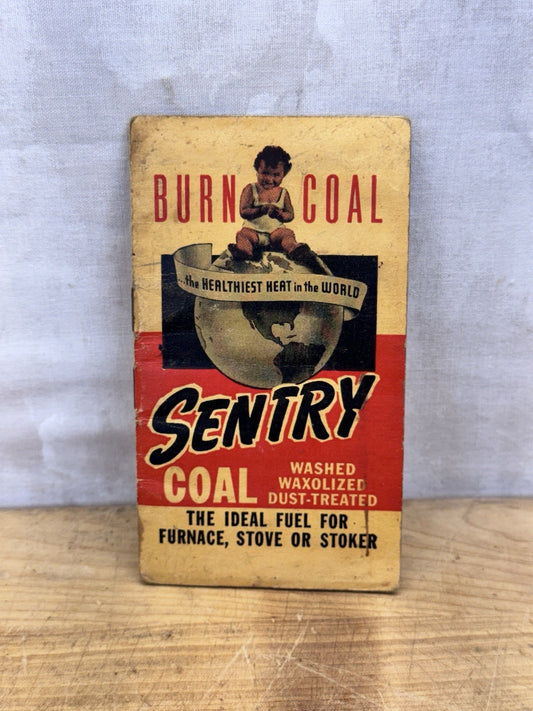 BURN COAL
...the HEALTHIEST HEAT in the WORLD
SENTRY
COAL
WASHED
WAXOLIZED
DUST-TREATED
THE IDEAL FUEL FOR
FURNACE, STOVE OR STOKER